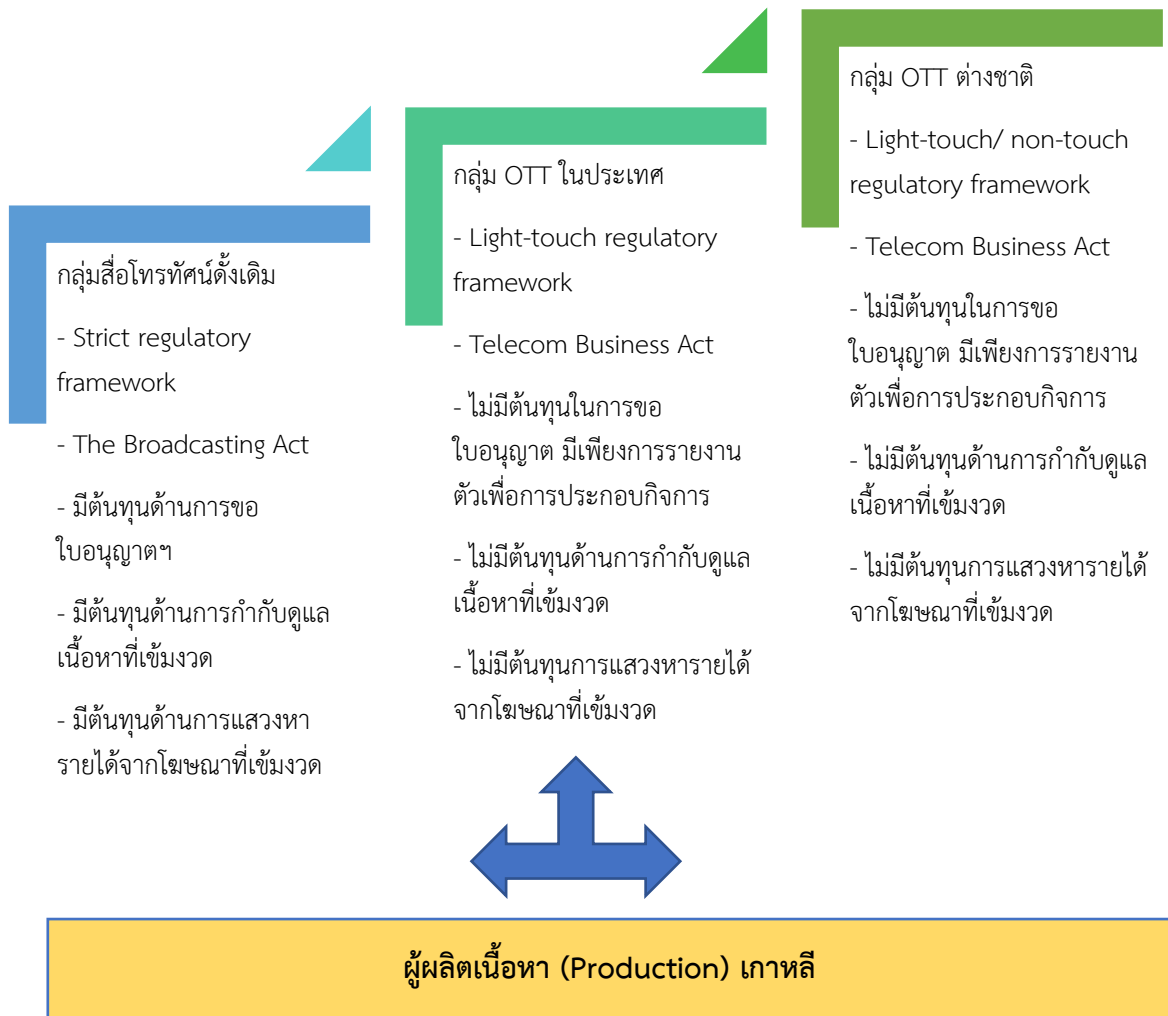 กลุ่มสื่อโทรทัศน์ดั้งเดิม
- Strict regulatory
framework
- The Broadcasting Act
- มีต้นทุนด้านการขอ
ใบอนุญาตฯ
- มีต้นทุนด้านการกำกับดูแล
เนื้อหาที่เข้มงวด
- มีต้นทุนด้านการแสวงหา
รายได้จากโฆษณาที่เข้มงวด
กลุ่ม OTT ในประเทศ
- Light-touch regulatory
framework
- Telecom Business Act
- ไม่มีต้นทุนในการขอ
ใบอนุญาต มีเพียงการรายงาน
ตัวเพื่อการประกอบกิจการ
- ไม่มีต้นทุนด้านการกำกับดูแล
เนื้อหาที่เข้มงวด
- ไม่มีต้นทุนการแสวงหารายได้
จากโฆษณาที่เข้มงวด
กลุ่ม OTT ต่างชาติ
- Light-touch/ non-touch
regulatory framework
- Telecom Business Act
- ไม่มีต้นทุนในการขอ
ใบอนุญาต มีเพียงการรายงาน
ตัวเพื่อการประกอบกิจการ
- ไม่มีต้นทุนด้านการกำกับดูแล
เนื้อหาที่เข้มงวด
- ไม่มีต้นทุนการแสวงหารายได้
จากโฆษณาที่เข้มงวด
ผู้ผลิตเนื้อหา (Production) เกาหลี